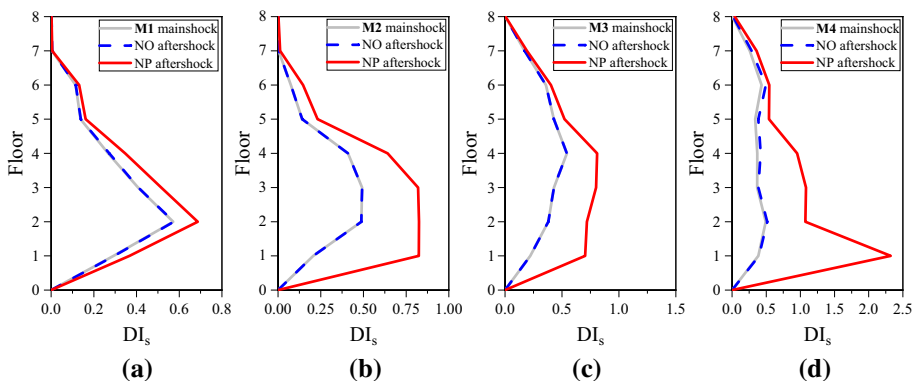 M1 mainshock
NO aftershock
NP aftershock
Floor
8
7
6
5
4
3
2
1
0
0.0 0.2 0.4 0.6 0.8
DIs
(a)
M2 mainshock
NO aftershock
NP aftershock
Floor
8
7
6
5
4
3
2
1
0
0.00 0.25 0.50 0.75 1.00
DIs
(b)
M3 mainshock
NO aftershock
NP aftershock
Floor
8
7
6
5
4
3
2
1
0
0.0 0.5 1.0 1.5
DIs
(c)
M4 mainshock
NO aftershock
NP aftershock
Floor
8
7
6
5
4
3
2
1
0
0.0 0.5 1.0 1.5 2.0 2.5
DIs
(d)